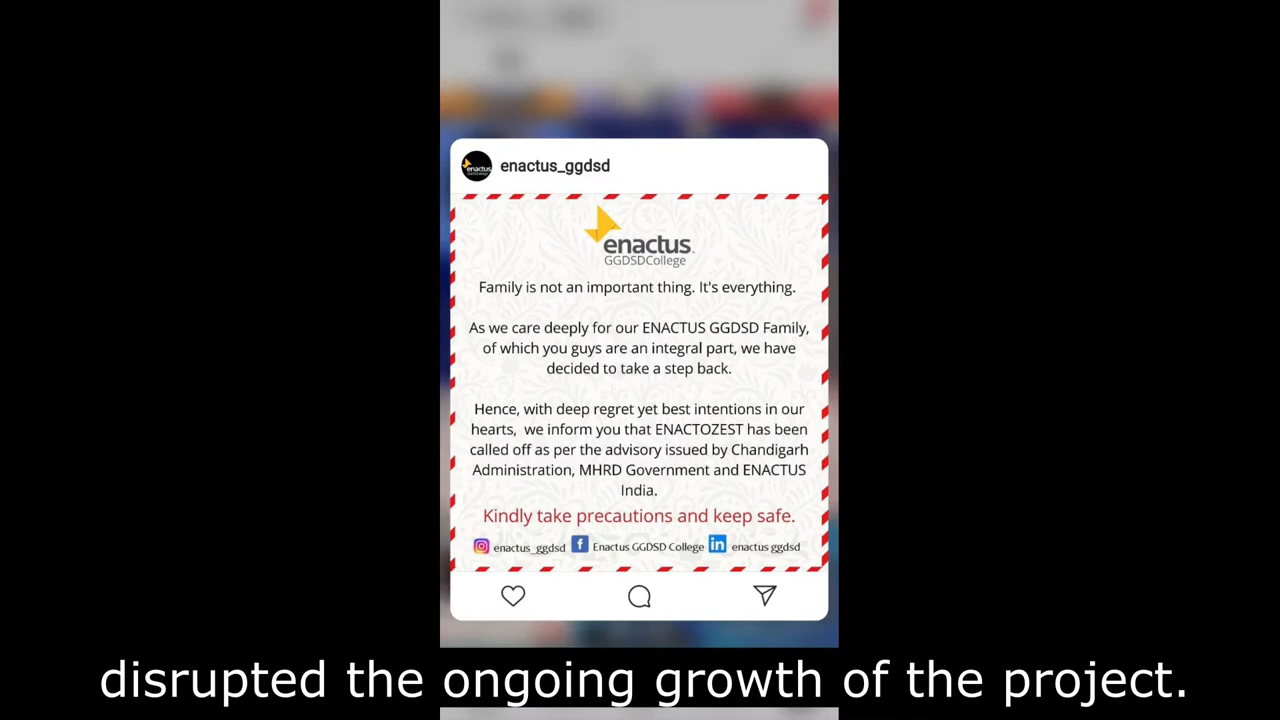 enactus_ggdsd
enactus
enactus
GGDSDCollege
Family is not an important thing. It's everything.
As we care deeply for our ENACTUS GGDSD Family,
of which you guys are an integral part, we have
decided to take a step back.
Hence, with deep regret yet best intentions in our
hearts, we inform you that ENACTOZEST has been
called off as per the advisory issued by Chandigarh
Administration, MHRD Government and ENACTUS
India.
Kindly take precautions and keep safe.
enactus_ggdsd Enactus GGDSD College enactus ggdsd
disrupted the ongoing growth of the project.